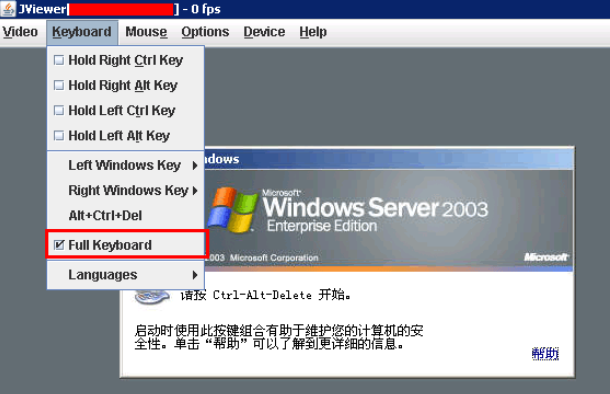 JViewer[ ] - 0 fps
Video Keyboard Mouse Options Device Help
Hold Right Ctrl Key
Hold Right Alt Key
Hold Left Ctrl Key
Hold Left Alt Key
Left Windows Key
Right Windows Key
Alt+Ctrl+Del
Full Keyboard
Languages
ndows
Microsoft
Windows Server 2003
Enterprise Edition
003 Microsoft Corporation
Microsoft
请按 Ctrl-Alt-Delete 开始。
启动时使用此按键组合有助于维护您的计算机的安
全性。单击“帮助”可以了解到更详细的信息。
帮助